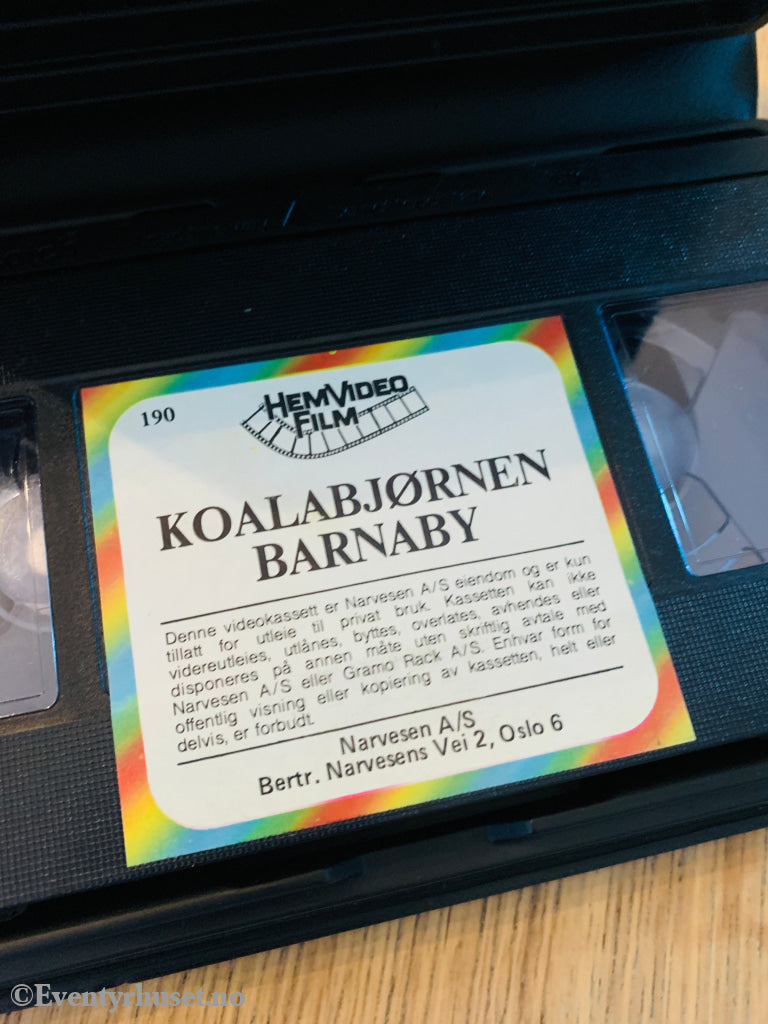 190
HEMVIDEO
FILM
KOALABJØRNEN
BARNABY
Denne videokassett er Narvesen A/S eiendom og er kun
tillatt for utleie til privat bruk. Kassetten kan ikke
videreutleies, utlånes, byttes, overlates, avhendes eller
disponeres på annen måte uten skriftlig avtale med
Narvesen A/S eller Gramo Rack A/S. Enhvar form for
offentlig visning eller kopiering av kassetten, helt eller
delvis, er forbudt.
Narvesen A/S
Bertr. Narvesens Vei 2, Oslo 6
©Eventyrhuset.no